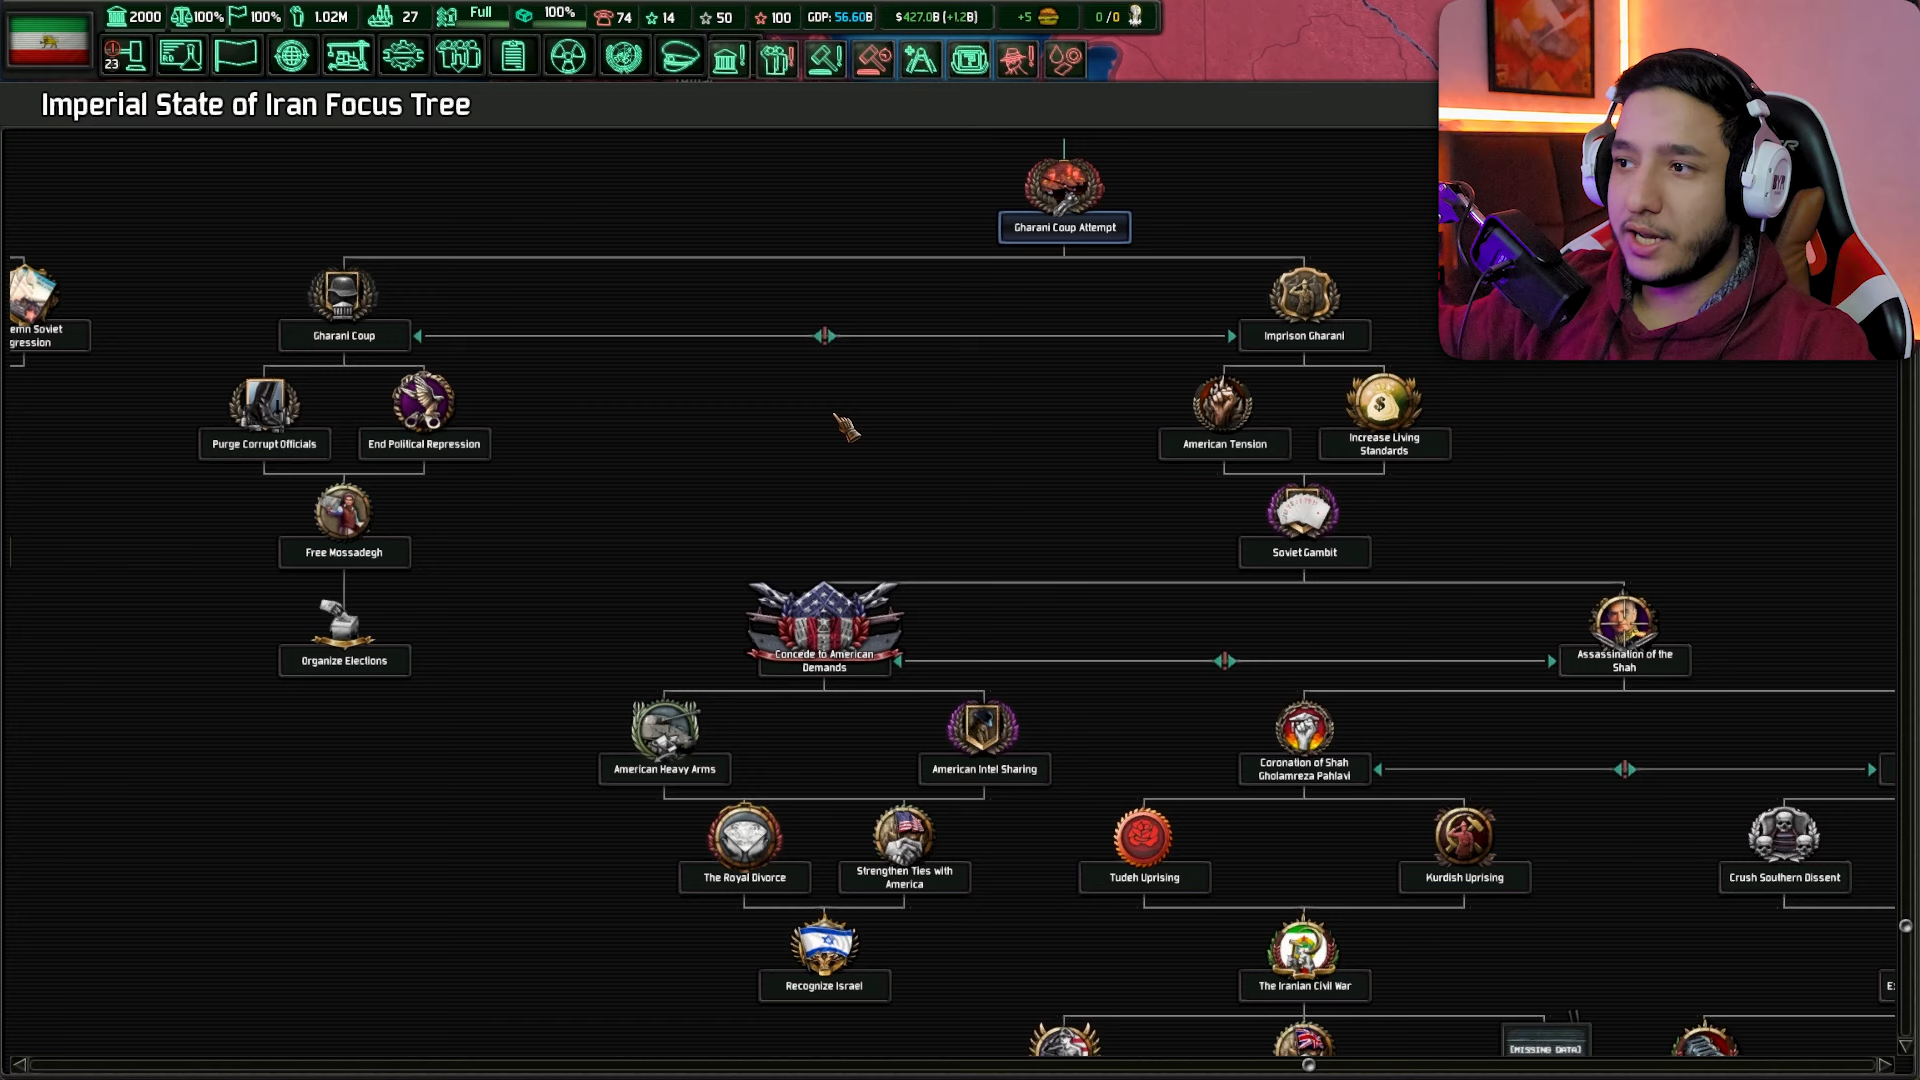 2000
100%
100%
1.02M
27
Full
100%
74
14
50
100
GDP: 56.60B
$427.0B (+1.2B)
+5
0 / 0
23
RD
Imperial State of Iran Focus Tree
Gharani Coup Attempt
emn Soviet
gression
Gharani Coup
Imprison Gharani
Purge Corrupt Officials
End Political Repression
American Tension
Increase Living
Standards
Free Mossadegh
Soviet Gambit
Organize Elections
Concede to American
Demands
Assassination of the
Shah
American Heavy Arms
American Intel Sharing
Coronation of Shah
Gholamreza Pahlavi
The Royal Divorce
Strengthen Ties with
America
Tudeh Uprising
Kurdish Uprising
Crush Southern Dissent
Recognize Israel
The Iranian Civil War
E
[MISSING DATA]